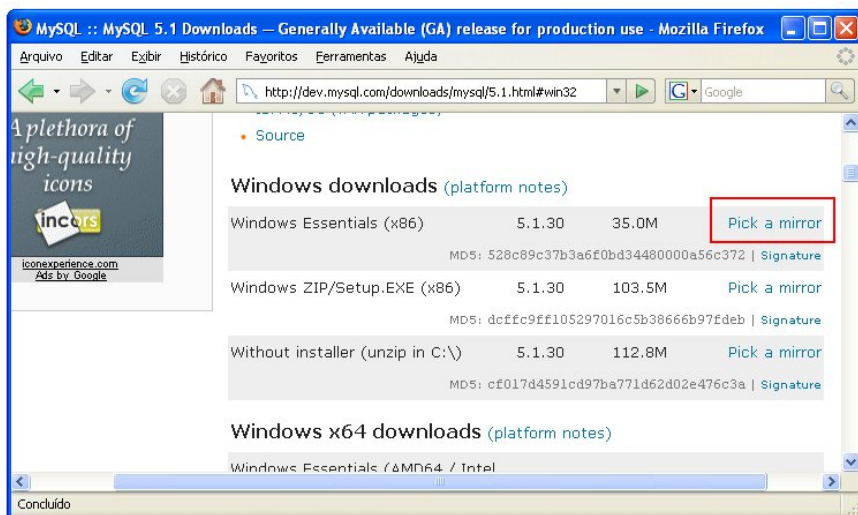 MySQL :: MySQL 5.1 Downloads — Generally Available (GA) release for production use - Mozilla Firefox
Arquivo Editar Exibir Histórico Favoritos Ferramentas Ajuda
http://dev.mysql.com/downloads/mysql/5.1.html#win32 G Google
A plethora of
high-quality
icons
incors
iconexperience.com
Ads by Google
• Source
Windows downloads (platform notes)
Windows Essentials (x86) 5.1.30 35.0M Pick a mirror
MD5: 528c89c37b3a6f0bd34480000a56c372 | Signature
Windows ZIP/Setup.EXE (x86) 5.1.30 103.5M Pick a mirror
MD5: dcffc9ff105297016c5b38666b97fdeb | Signature
Without installer (unzip in C:\) 5.1.30 112.8M Pick a mirror
MD5: cf017d4591cd97ba771d62d02e476c3a | Signature
Windows x64 downloads (platform notes)
Windows Essentials (AMD64 / Intel
Concluído